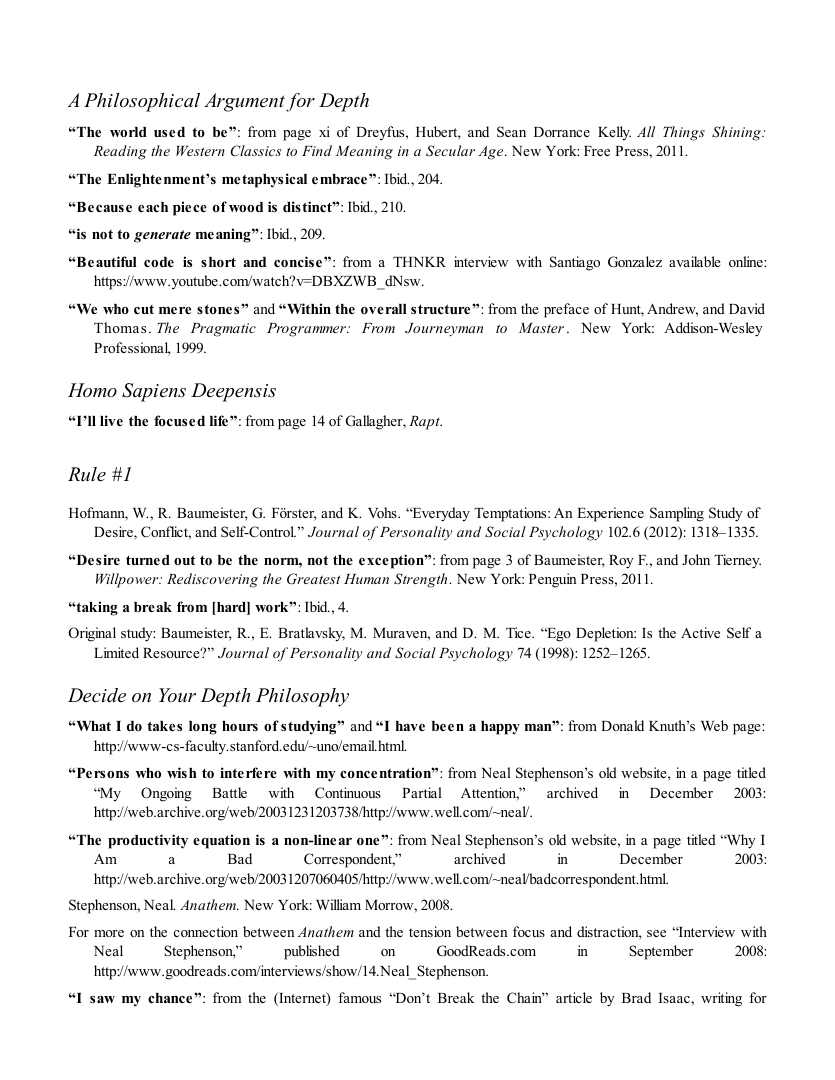 A Philosophical Argument for Depth
“The world used to be”: from page xi of Dreyfus, Hubert, and Sean Dorrance Kelly. All Things Shining:
Reading the Western Classics to Find Meaning in a Secular Age. New York: Free Press, 2011.
“The Enlightenment’s metaphysical embrace”: Ibid., 204.
“Because each piece of wood is distinct”: Ibid., 210.
“is not to generate meaning”: Ibid., 209.
“Beautiful code is short and concise”: from a THNKR interview with Santiago Gonzalez available online:
https://www.youtube.com/watch?v=DBXZWB_dNsw.
“We who cut mere stones” and “Within the overall structure”: from the preface of Hunt, Andrew, and David
Thomas. The Pragmatic Programmer: From Journeyman to Master. New York: Addison-Wesley
Professional, 1999.
Homo Sapiens Deepensis
“I’ll live the focused life”: from page 14 of Gallagher, Rapt.
Rule #1
Hofmann, W., R. Baumeister, G. Förster, and K. Vohs. “Everyday Temptations: An Experience Sampling Study of
Desire, Conflict, and Self-Control.” Journal of Personality and Social Psychology 102.6 (2012): 1318–1335.
“Desire turned out to be the norm, not the exception”: from page 3 of Baumeister, Roy F., and John Tierney.
Willpower: Rediscovering the Greatest Human Strength. New York: Penguin Press, 2011.
“taking a break from [hard] work”: Ibid., 4.
Original study: Baumeister, R., E. Bratlavsky, M. Muraven, and D. M. Tice. “Ego Depletion: Is the Active Self a
Limited Resource?” Journal of Personality and Social Psychology 74 (1998): 1252–1265.
Decide on Your Depth Philosophy
“What I do takes long hours of studying” and “I have been a happy man”: from Donald Knuth’s Web page:
http://www-cs-faculty.stanford.edu/~uno/email.html.
“Persons who wish to interfere with my concentration”: from Neal Stephenson’s old website, in a page titled
“My Ongoing Battle with Continuous Partial Attention,” archived in December 2003:
http://web.archive.org/web/20031231203738/http://www.well.com/~neal/.
“The productivity equation is a non-linear one”: from Neal Stephenson’s old website, in a page titled “Why I
Am a Bad Correspondent,” archived in December 2003:
http://web.archive.org/web/20031207060405/http://www.well.com/~neal/badcorrespondent.html.
Stephenson, Neal. Anathem. New York: William Morrow, 2008.
For more on the connection between Anathem and the tension between focus and distraction, see “Interview with
Neal Stephenson,” published on GoodReads.com in September 2008:
http://www.goodreads.com/interviews/show/14.Neal_Stephenson.
“I saw my chance”: from the (Internet) famous “Don’t Break the Chain” article by Brad Isaac, writing for